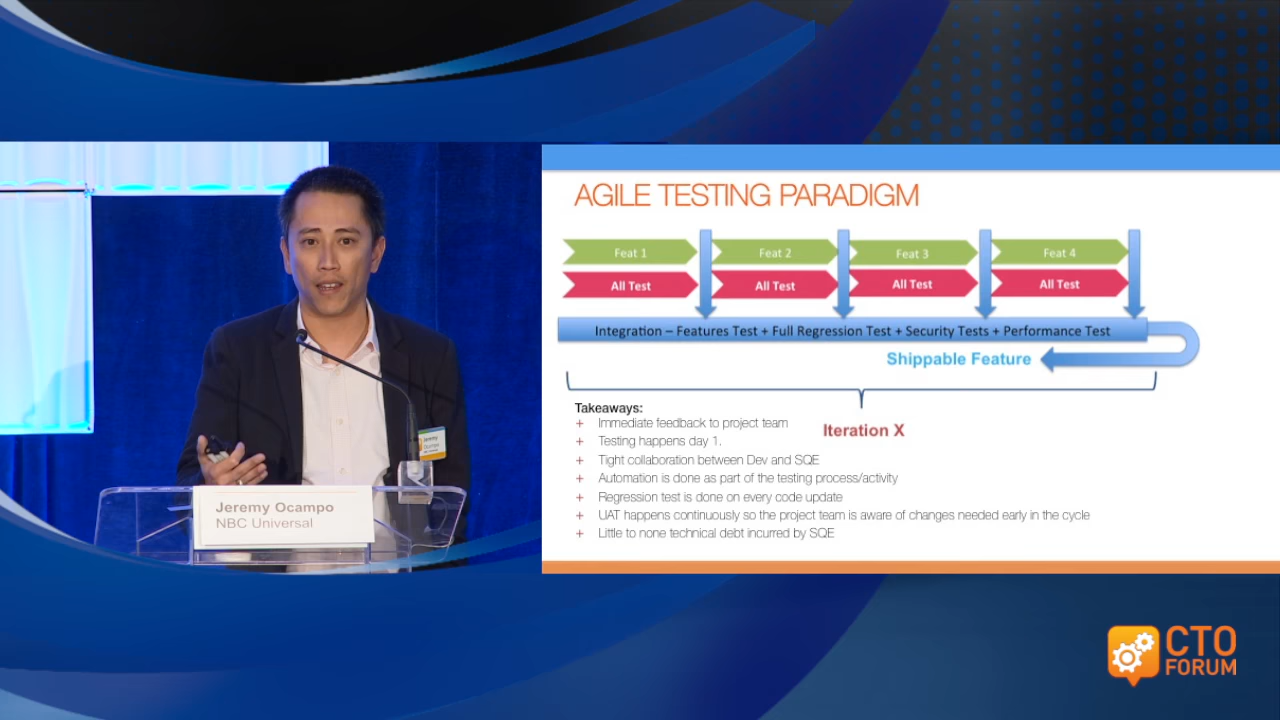 AGILE TESTING PARADIGM
Feat 1
Feat 2
Feat 3
Feat 4
All Test
All Test
All Test
All Test
Integration – Features Test + Full Regression Test + Security Tests + Performance Test
Shippable Feature
Iteration X
Takeaways:
+ Immediate feedback to project team
+ Testing happens day 1.
+ Tight collaboration between Dev and SQE
+ Automation is done as part of the testing process/activity
+ Regression test is done on every code update
+ UAT happens continuously so the project team is aware of changes needed early in the cycle
+ Little to none technical debt incurred by SQE
Jeremy
Jeremy Ocampo
NBC Universal
CTO
FORUM